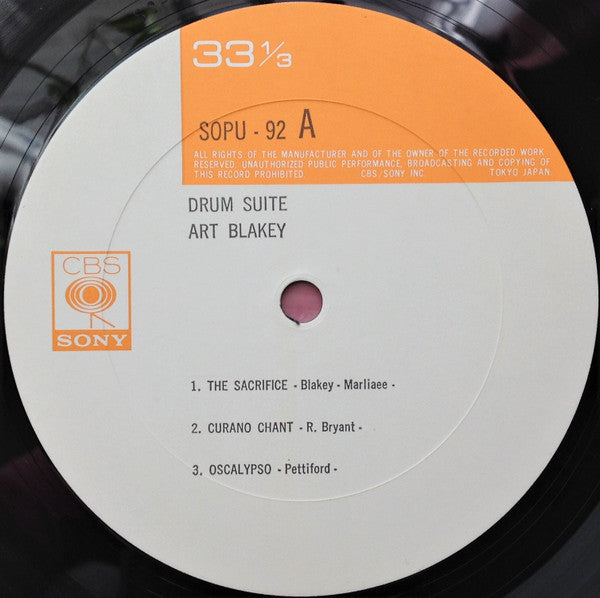 33 1/3
SOPU - 92 A
ALL RIGHTS OF THE MANUFACTURER AND OF THE OWNER OF THE RECORDED WORK
RESERVED. UNAUTHORIZED PUBLIC PERFORMANCE, BROADCASTING AND COPYING OF
THIS RECORD PROHIBITED. CBS/SONY INC. TOKYO JAPAN.
DRUM SUITE
ART BLAKEY
CBS
SONY
1. THE SACRIFICE - Blakey - Marliaee -
2. CURANO CHANT - R. Bryant -
3. OSCALYPSO - Pettiford -